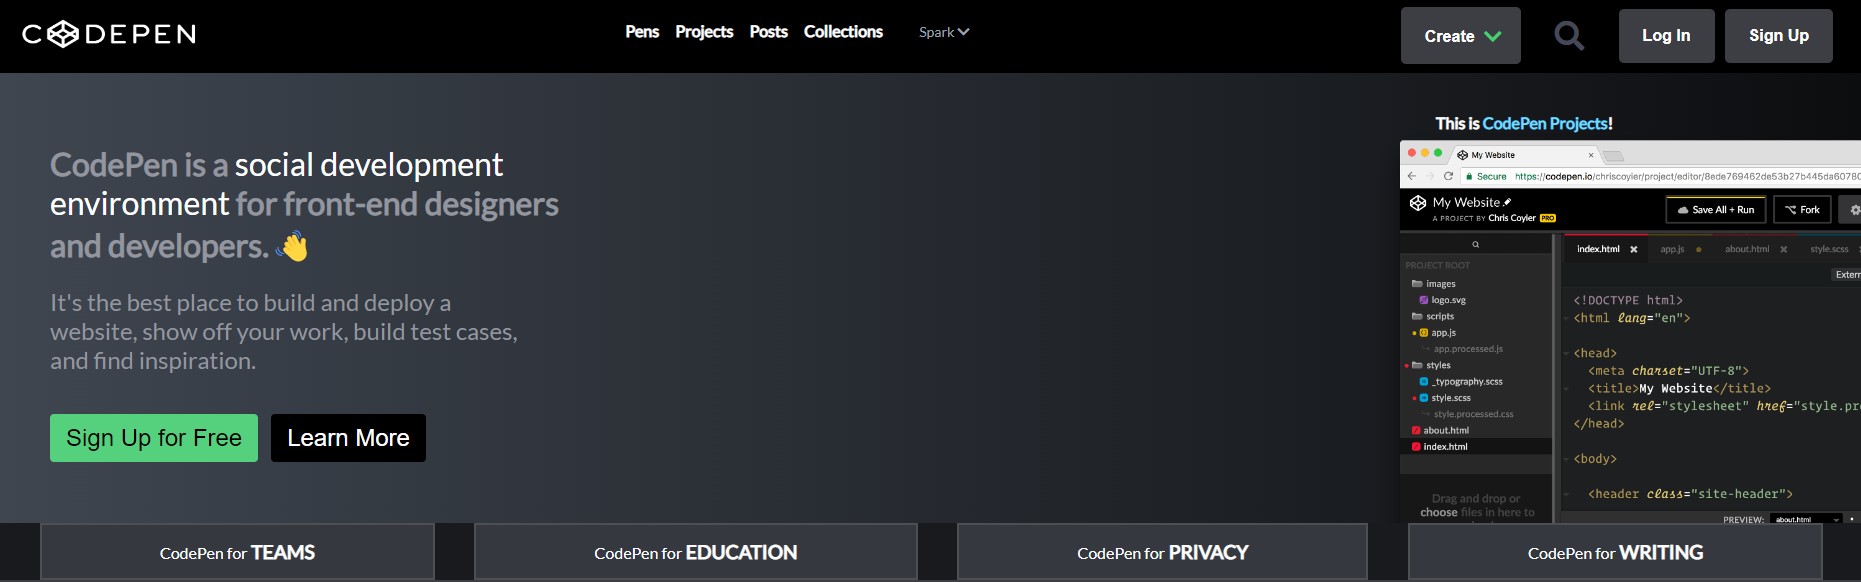 CODEPEN
Pens Projects Posts Collections Spark
Create
Log In
Sign Up
CodePen is a social development
environment for front-end designers
and developers. 👋
It's the best place to build and deploy a
website, show off your work, build test cases,
and find inspiration.
Sign Up for Free
Learn More
This is CodePen Projects!
My Website
Secure https://codepen.io/chriscoyier/project/editor/8ede769462de53b27b445da60780
My Website
A PROJECT BY Chris Coyier PRO
Save All + Run
Fork
PROJECT ROOT
images
logo.svg
scripts
app.js
app.processed.js
styles
_typography.scss
style.scss
style.processed.css
about.html
index.html
Drag and drop or
choose files in here to
index.html app.js about.html style.scss
Extern
<!DOCTYPE html>
<html lang="en">
<head>
<meta charset="UTF-8">
<title>My Website</title>
<link rel="stylesheet" href="style.pro
</head>
<body>
<header class="site-header">
PREVIEW: about.html
CodePen for TEAMS
CodePen for EDUCATION
CodePen for PRIVACY
CodePen for WRITING